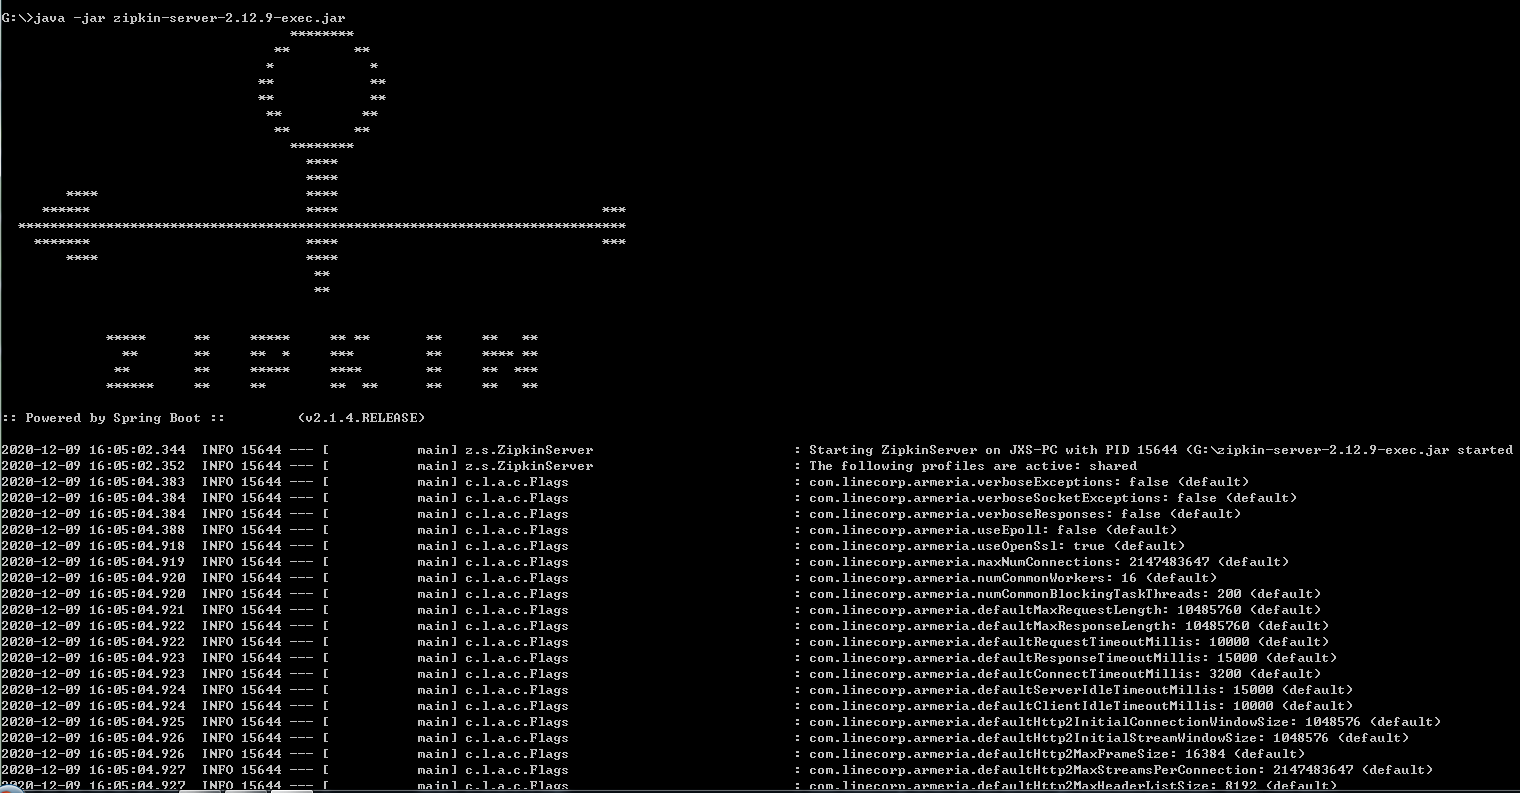 G:\>java -jar zipkin-server-2.12.9-exec.jar
ZIPKIN
:: Powered by Spring Boot :: (v2.1.4.RELEASE)
2020-12-09 16:05:02.344 INFO 15644 --- [ main] z.s.ZipkinServer : Starting ZipkinServer on JXS-PC with PID 15644 (G:\zipkin-server-2.12.9-exec.jar started
2020-12-09 16:05:02.352 INFO 15644 --- [ main] z.s.ZipkinServer : The following profiles are active: shared
2020-12-09 16:05:04.383 INFO 15644 --- [ main] c.l.a.c.Flags : com.linecorp.armeria.verboseExceptions: false (default)
2020-12-09 16:05:04.384 INFO 15644 --- [ main] c.l.a.c.Flags : com.linecorp.armeria.verboseSocketExceptions: false (default)
2020-12-09 16:05:04.384 INFO 15644 --- [ main] c.l.a.c.Flags : com.linecorp.armeria.verboseResponses: false (default)
2020-12-09 16:05:04.388 INFO 15644 --- [ main] c.l.a.c.Flags : com.linecorp.armeria.useEpoll: false (default)
2020-12-09 16:05:04.918 INFO 15644 --- [ main] c.l.a.c.Flags : com.linecorp.armeria.useOpenSsl: true (default)
2020-12-09 16:05:04.919 INFO 15644 --- [ main] c.l.a.c.Flags : com.linecorp.armeria.maxNumConnections: 2147483647 (default)
2020-12-09 16:05:04.920 INFO 15644 --- [ main] c.l.a.c.Flags : com.linecorp.armeria.numCommonWorkers: 16 (default)
2020-12-09 16:05:04.920 INFO 15644 --- [ main] c.l.a.c.Flags : com.linecorp.armeria.numCommonBlockingTaskThreads: 200 (default)
2020-12-09 16:05:04.921 INFO 15644 --- [ main] c.l.a.c.Flags : com.linecorp.armeria.defaultMaxRequestLength: 10485760 (default)
2020-12-09 16:05:04.922 INFO 15644 --- [ main] c.l.a.c.Flags : com.linecorp.armeria.defaultMaxResponseLength: 10485760 (default)
2020-12-09 16:05:04.922 INFO 15644 --- [ main] c.l.a.c.Flags : com.linecorp.armeria.defaultRequestTimeoutMillis: 10000 (default)
2020-12-09 16:05:04.923 INFO 15644 --- [ main] c.l.a.c.Flags : com.linecorp.armeria.defaultResponseTimeoutMillis: 15000 (default)
2020-12-09 16:05:04.923 INFO 15644 --- [ main] c.l.a.c.Flags : com.linecorp.armeria.defaultConnectTimeoutMillis: 3200 (default)
2020-12-09 16:05:04.924 INFO 15644 --- [ main] c.l.a.c.Flags : com.linecorp.armeria.defaultServerIdleTimeoutMillis: 15000 (default)
2020-12-09 16:05:04.924 INFO 15644 --- [ main] c.l.a.c.Flags : com.linecorp.armeria.defaultClientIdleTimeoutMillis: 10000 (default)
2020-12-09 16:05:04.925 INFO 15644 --- [ main] c.l.a.c.Flags : com.linecorp.armeria.defaultHttp2InitialConnectionWindowSize: 1048576 (default)
2020-12-09 16:05:04.926 INFO 15644 --- [ main] c.l.a.c.Flags : com.linecorp.armeria.defaultHttp2InitialStreamWindowSize: 1048576 (default)
2020-12-09 16:05:04.926 INFO 15644 --- [ main] c.l.a.c.Flags : com.linecorp.armeria.defaultHttp2MaxFrameSize: 16384 (default)
2020-12-09 16:05:04.927 INFO 15644 --- [ main] c.l.a.c.Flags : com.linecorp.armeria.defaultHttp2MaxStreamsPerConnection: 2147483647 (default)
2020-12-09 16:05:04.927 INFO 15644 --- [ main] c.l.a.c.Flags : com.linecorp.armeria.defaultHttp2MaxHeaderListSize: 8192 (default)